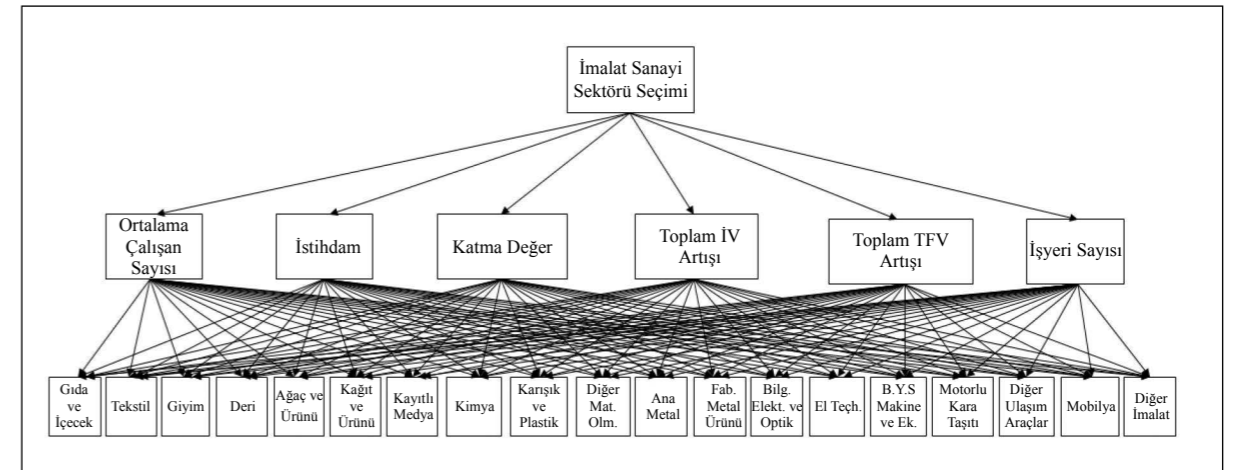 İmalat Sanayi
Sektörü Seçimi
Ortalama
Çalışan
Sayısı
İstihdam
Katma Değer
Toplam İV
Artışı
Toplam TFV
Artışı
İşyeri Sayısı
Gıda
ve
İçecek
Tekstil
Giyim
Deri
Ağaç ve
Ürünü
Kağıt
ve
Ürünü
Kayıtlı
Medya
Kimya
Karışık
ve
Plastik
Diğer
Mat.
Olm.
Ana
Metal
Fab.
Metal
Ürünü
Bilg.
Elekt. ve
Optik
El Teçh.
B.Y.S
Makine
ve Ek.
Motorlu
Kara
Taşıtı
Diğer
Ulaşım
Araçlar
Mobilya
Diğer
İmalat